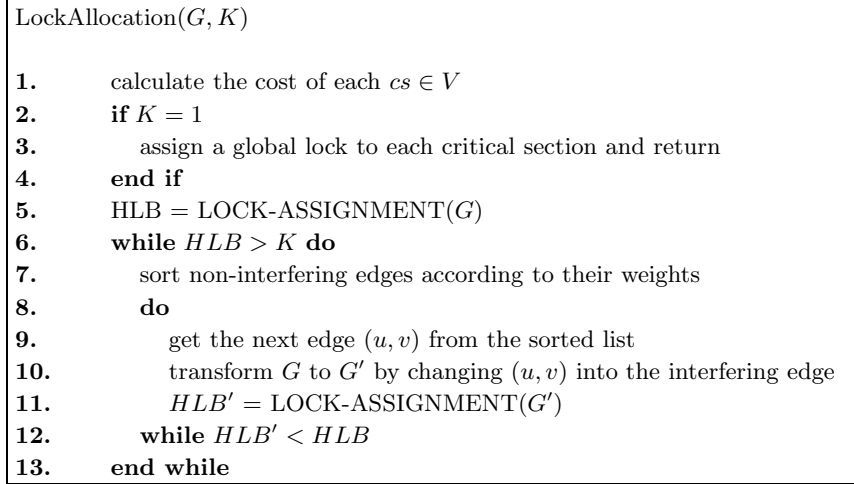 LockAllocation(G, K)
1. calculate the cost of each cs ∈ V
2. if K = 1
3. assign a global lock to each critical section and return
4. end if
5. HLB = LOCK-ASSIGNMENT(G)
6. while HLB > K do
7. sort non-interfering edges according to their weights
8. do
9. get the next edge (u, v) from the sorted list
10. transform G to G′ by changing (u, v) into the interfering edge
11. HLB′ = LOCK-ASSIGNMENT(G′)
12. while HLB′ < HLB
13. end while